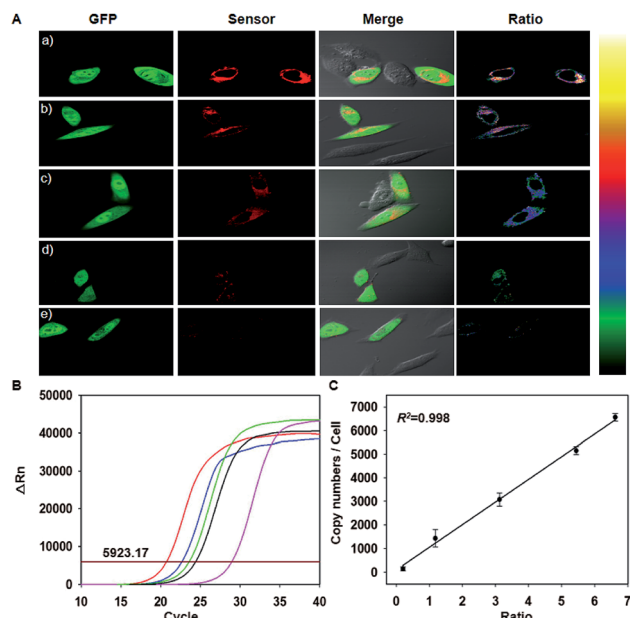 A GFP Sensor Merge Ratio
a)
b)
c)
d)
e)
B
50000
40000
30000
20000
10000
0
ΔRn
5923.17
10 15 20 25 30 35 40
Cycle
C
7000
6000
5000
4000
3000
2000
1000
0
Copy numbers / Cell
R²=0.998
0 1 2 3 4 5 6 7
Ratio